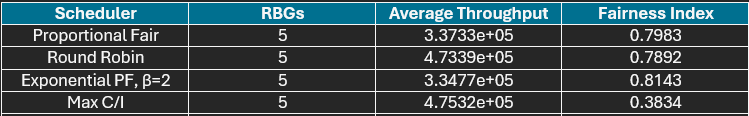 Scheduler RBGs Average Throughput Fairness Index
Proportional Fair 5 3.3733e+05 0.7983
Round Robin 5 4.7339e+05 0.7892
Exponential PF, β=2 5 3.3477e+05 0.8143
Max C/I 5 4.7532e+05 0.3834